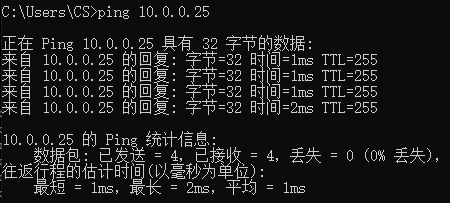 C:\Users\CS>ping 10.0.0.25
正在 Ping 10.0.0.25 具有 32 字节的数据:
来自 10.0.0.25 的回复: 字节=32 时间=1ms TTL=255
来自 10.0.0.25 的回复: 字节=32 时间=1ms TTL=255
来自 10.0.0.25 的回复: 字节=32 时间=1ms TTL=255
来自 10.0.0.25 的回复: 字节=32 时间=2ms TTL=255
10.0.0.25 的 Ping 统计信息:
数据包: 已发送 = 4，已接收 = 4，丢失 = 0 (0% 丢失)，
往返行程的估计时间(以毫秒为单位):
最短 = 1ms，最长 = 2ms，平均 = 1ms